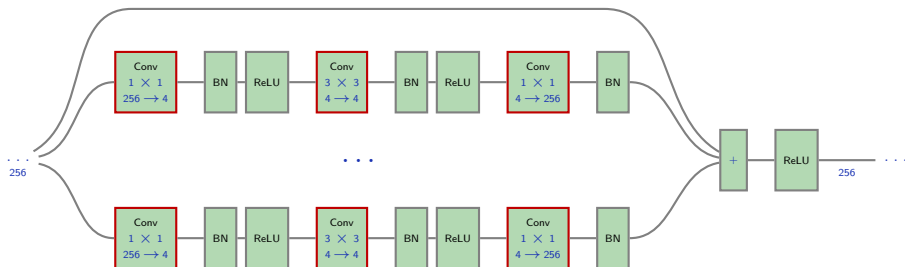 Conv
1 × 1
256 → 4
BN
ReLU
Conv
3 × 3
4 → 4
BN
ReLU
Conv
1 × 1
4 → 256
BN
. . .
256
. . .
+
ReLU
256
. . .
Conv
1 × 1
256 → 4
BN
ReLU
Conv
3 × 3
4 → 4
BN
ReLU
Conv
1 × 1
4 → 256
BN